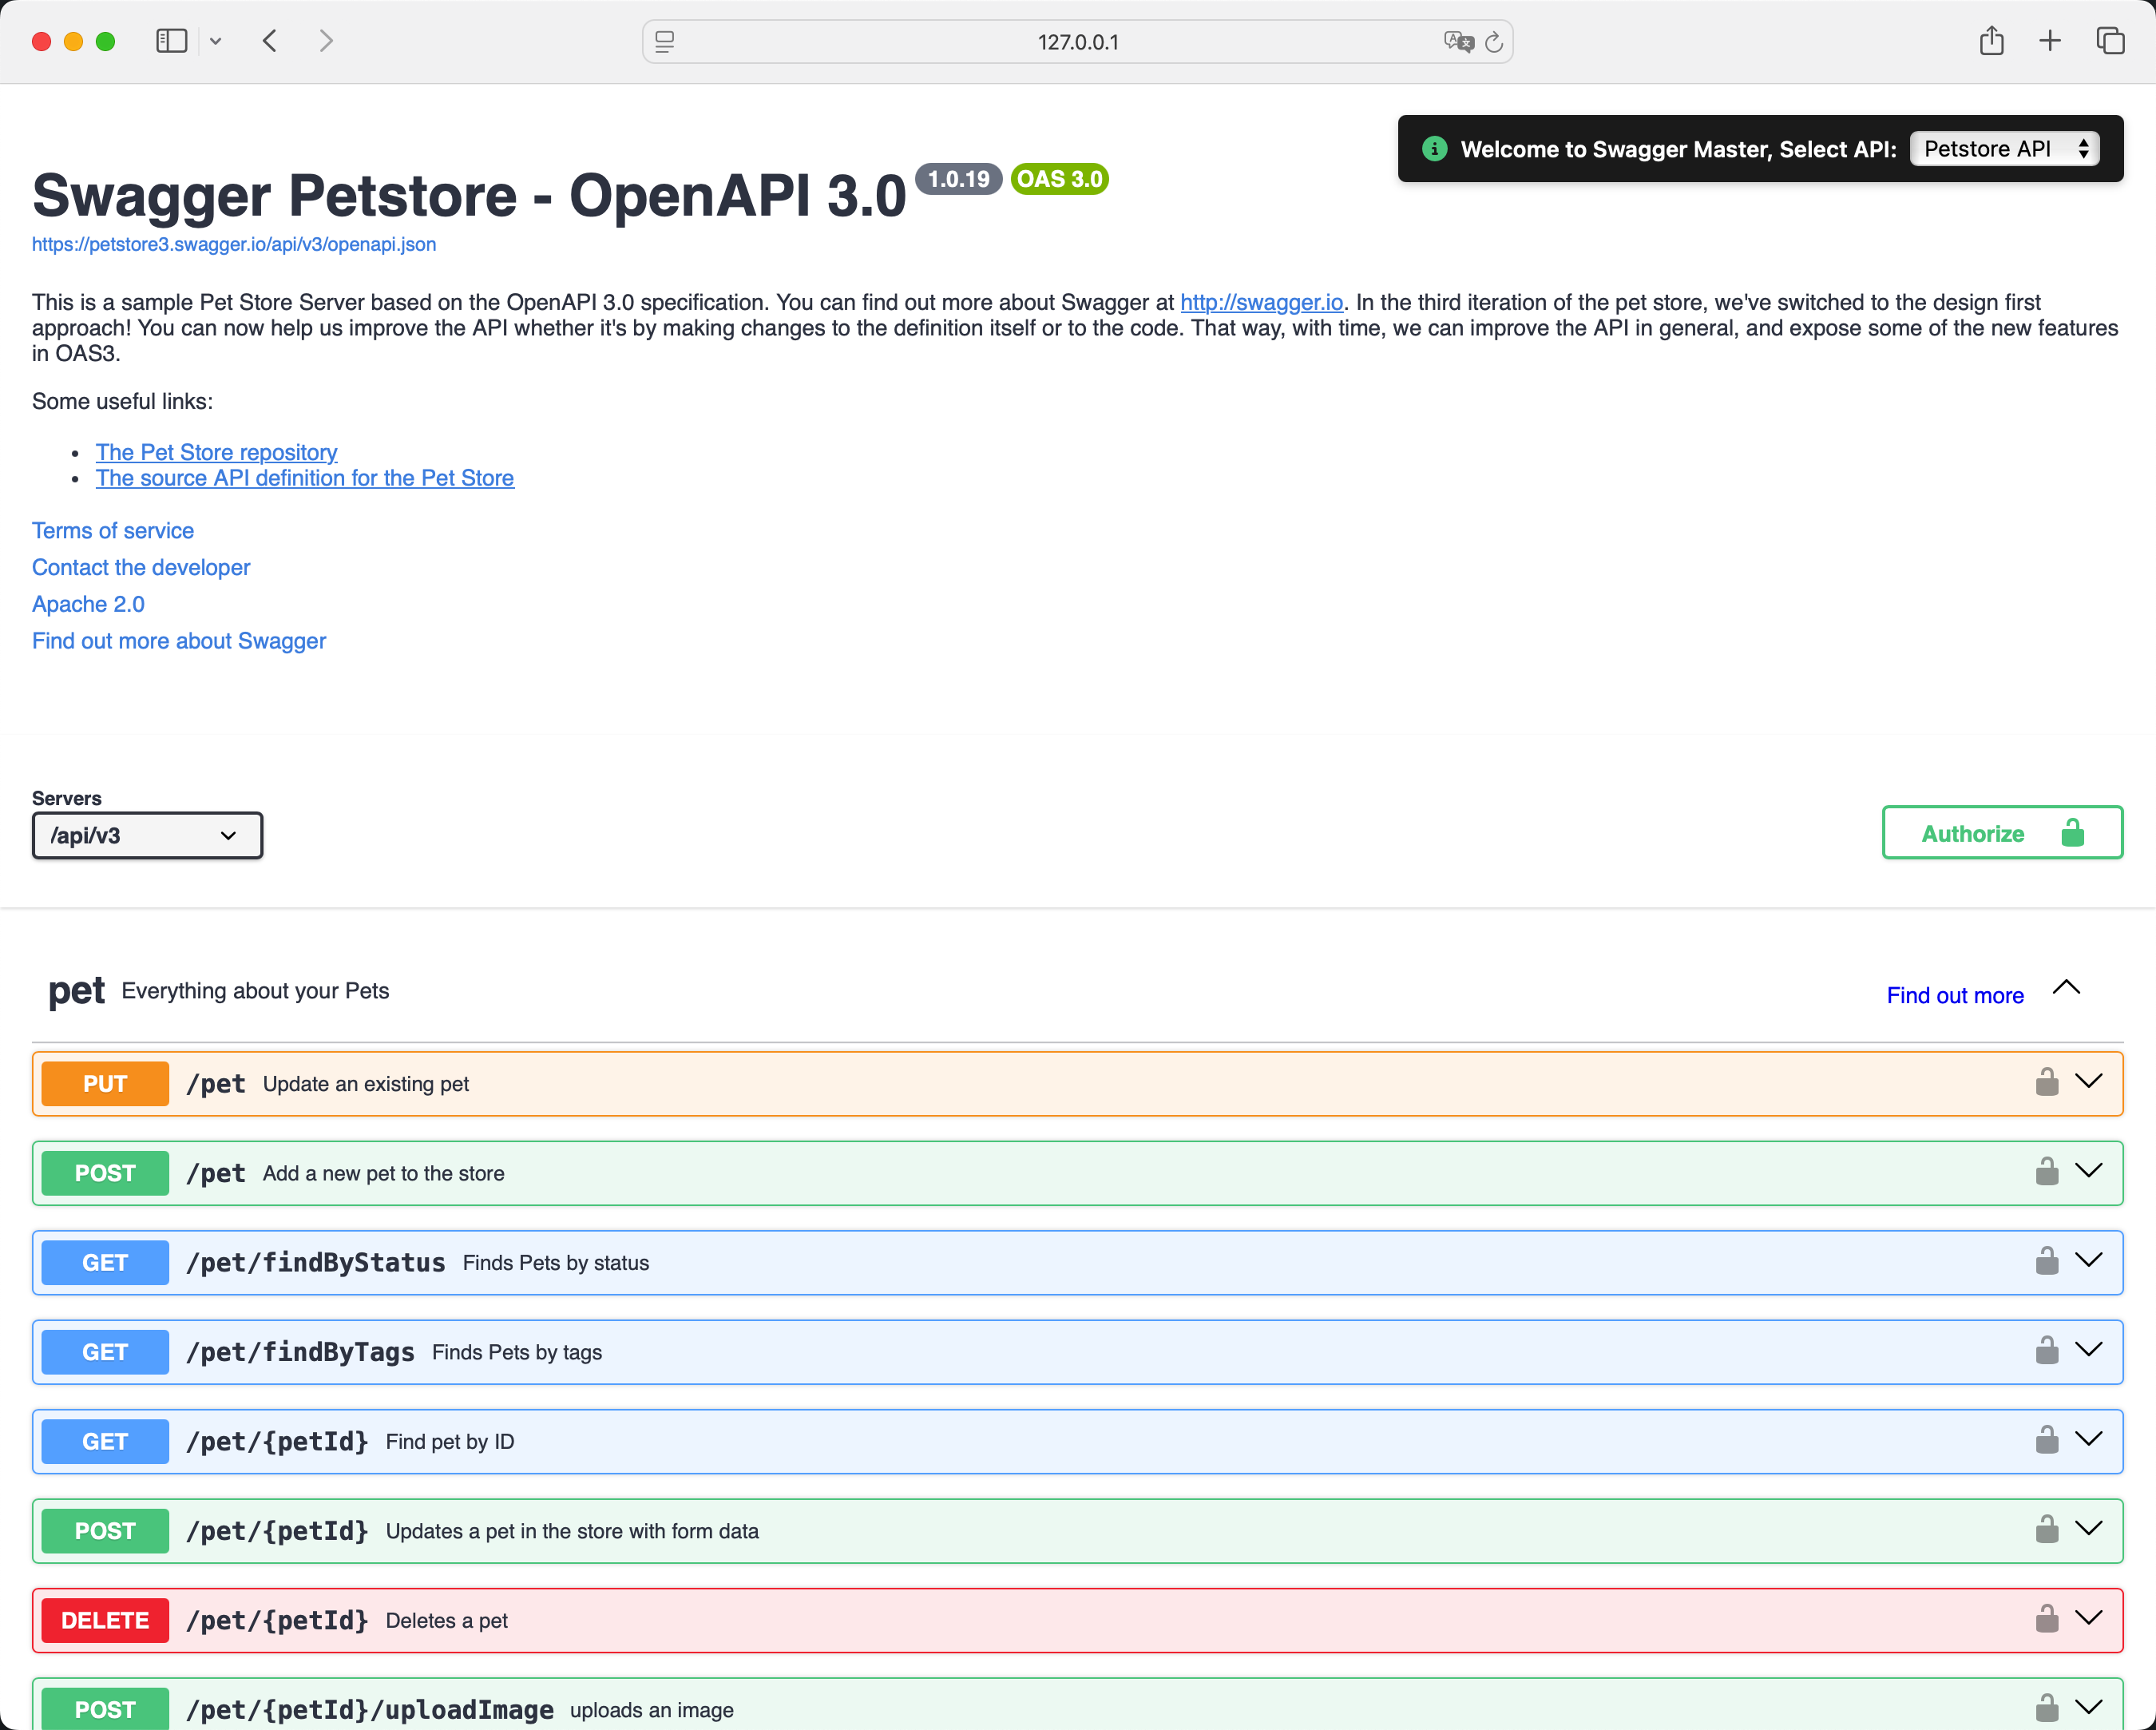 127.0.0.1
Welcome to Swagger Master, Select API: Petstore API
Swagger Petstore - OpenAPI 3.0 1.0.19 OAS 3.0
https://petstore3.swagger.io/api/v3/openapi.json
This is a sample Pet Store Server based on the OpenAPI 3.0 specification. You can find out more about Swagger at http://swagger.io. In the third iteration of the pet store, we've switched to the design first
approach! You can now help us improve the API whether it's by making changes to the definition itself or to the code. That way, with time, we can improve the API in general, and expose some of the new features
in OAS3.
Some useful links:
• The Pet Store repository
• The source API definition for the Pet Store
Terms of service
Contact the developer
Apache 2.0
Find out more about Swagger
Servers
/api/v3
Authorize
pet Everything about your Pets Find out more
PUT /pet Update an existing pet
POST /pet Add a new pet to the store
GET /pet/findByStatus Finds Pets by status
GET /pet/findByTags Finds Pets by tags
GET /pet/{petId} Find pet by ID
POST /pet/{petId} Updates a pet in the store with form data
DELETE /pet/{petId} Deletes a pet
POST /pet/{petId}/uploadImage uploads an image